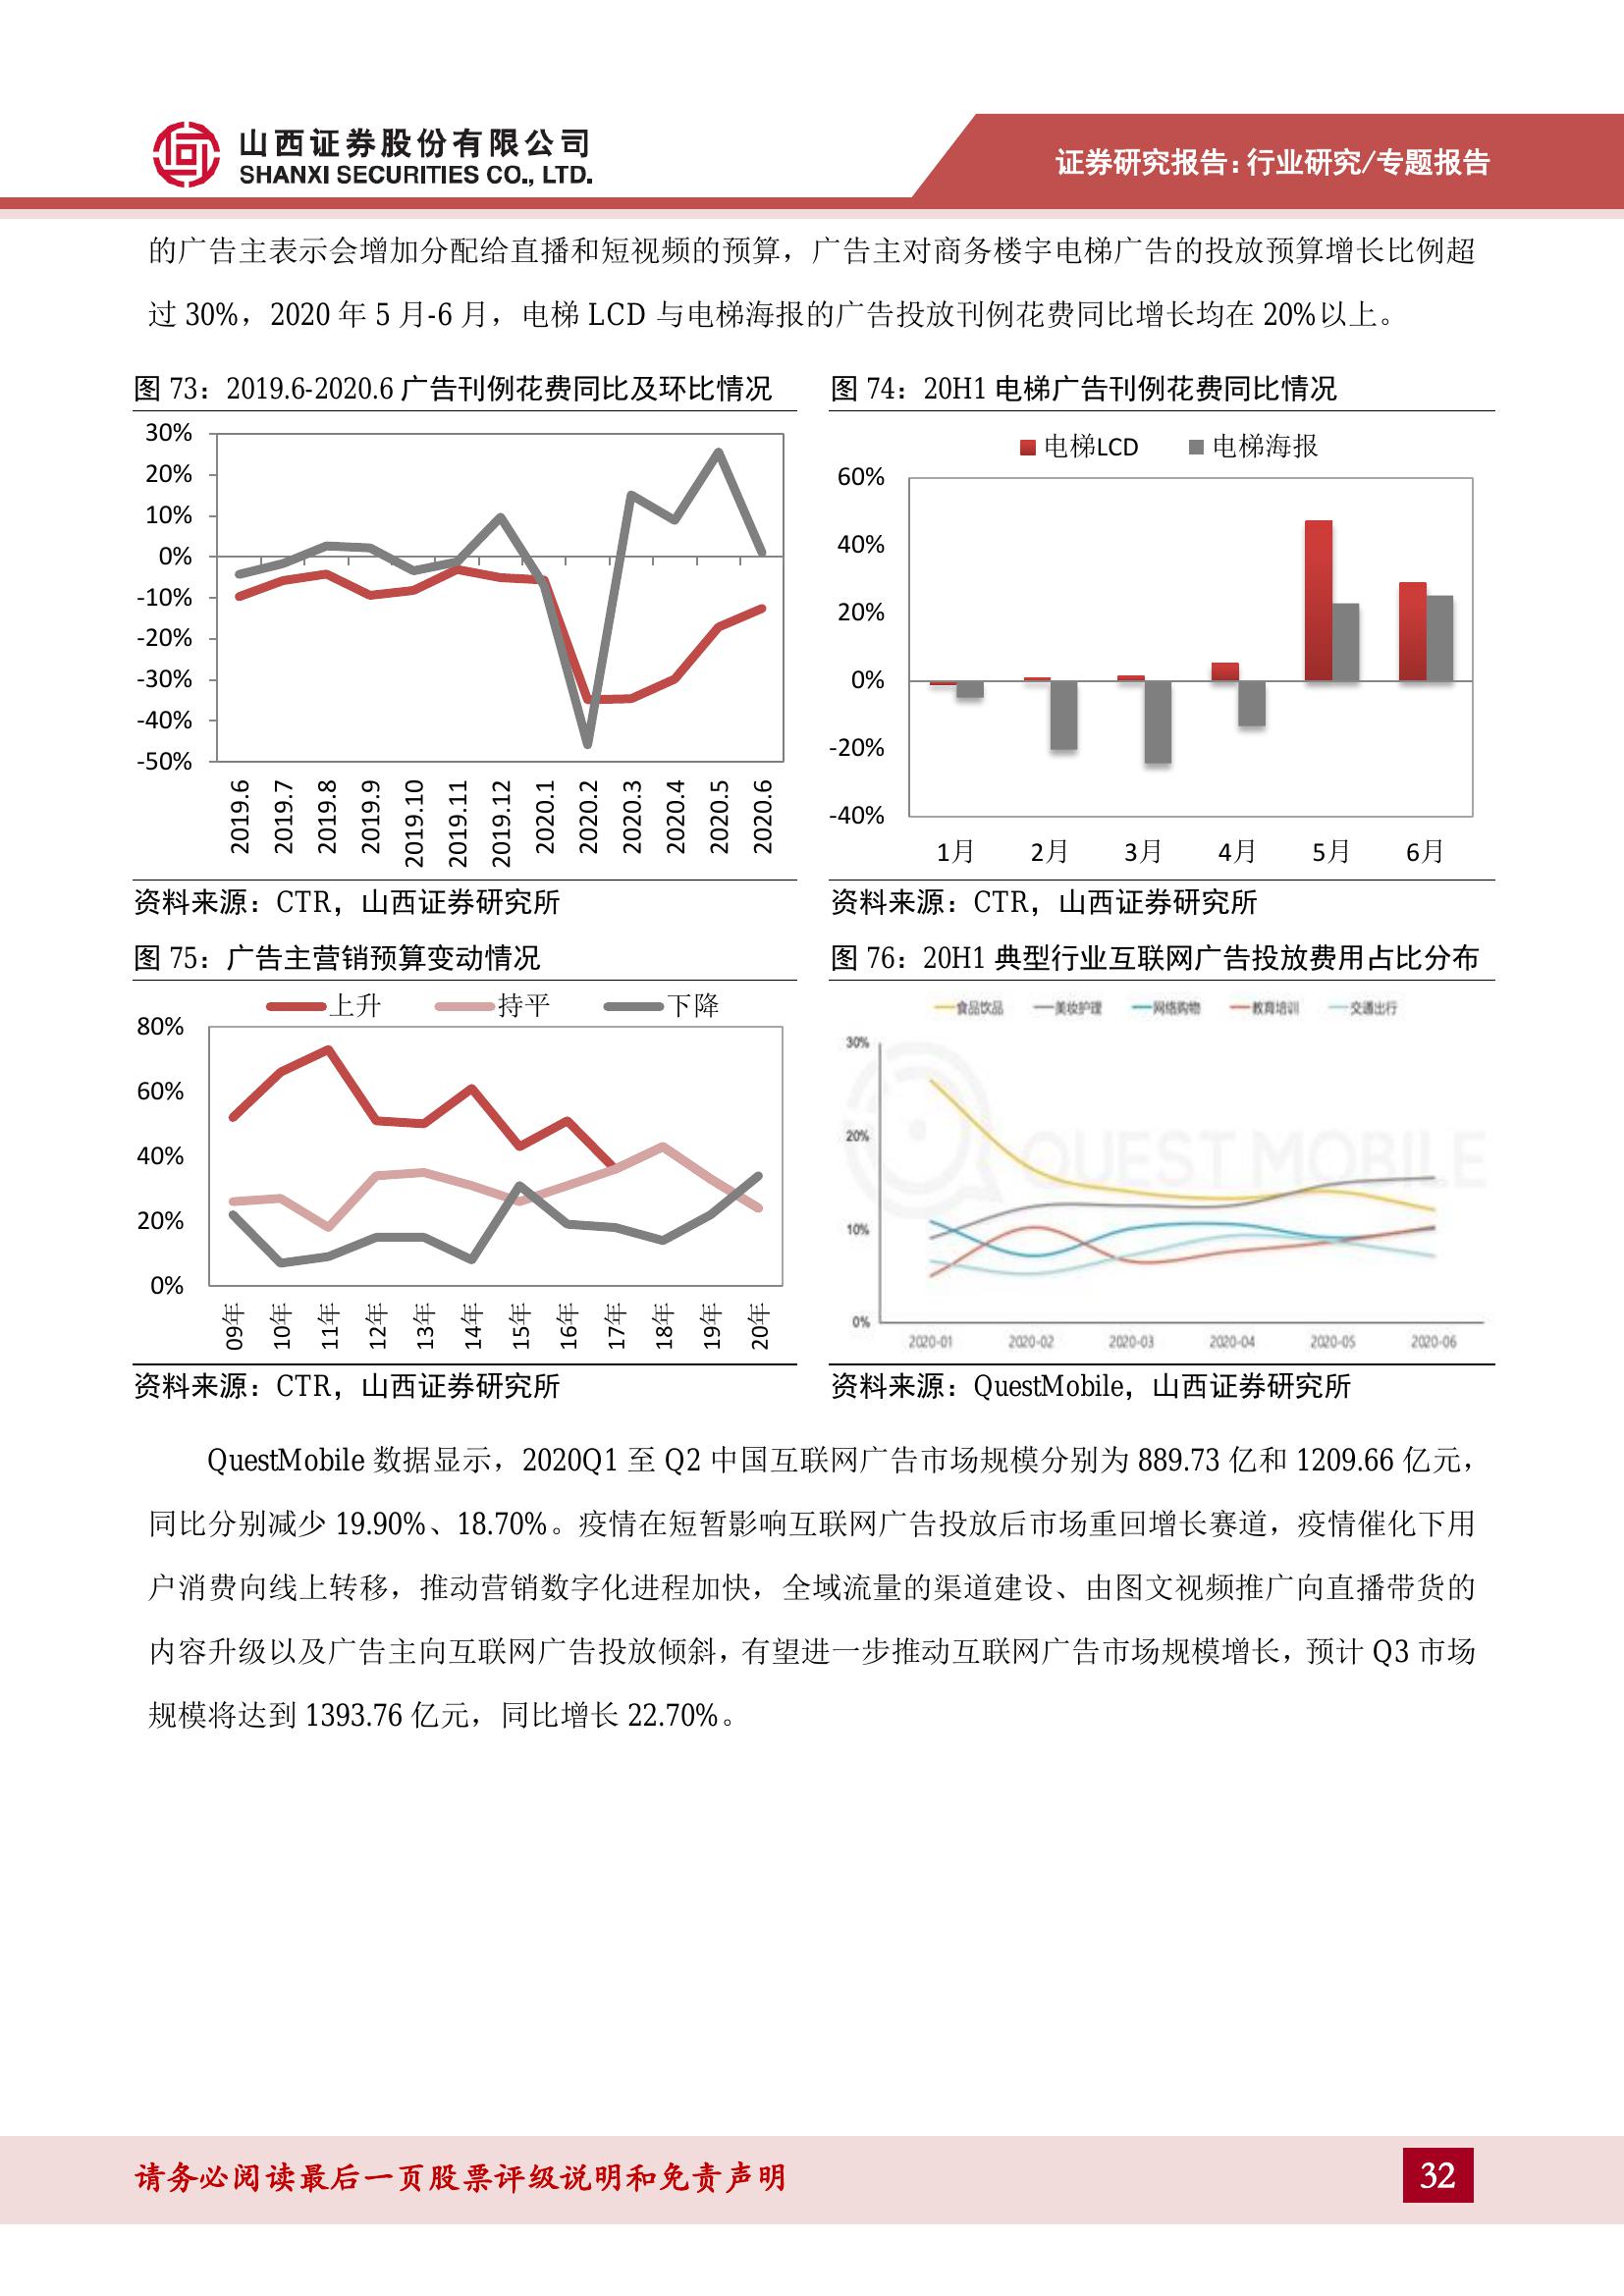 山西证券股份有限公司
SHANXI SECURITIES CO., LTD.
证券研究报告:行业研究/专题报告
的广告主表示会增加分配给直播和短视频的预算，广告主对商务楼宇电梯广告的投放预算增长比例超
过 30%，2020 年 5 月-6 月，电梯 LCD 与电梯海报的广告投放刊例花费同比增长均在 20%以上。
图 73：2019.6-2020.6 广告刊例花费同比及环比情况
30%
20%
10%
0%
-10%
-20%
-30%
-40%
-50%
2019.6 2019.7 2019.8 2019.9 2019.10 2019.11 2019.12 2020.1 2020.2 2020.3 2020.4 2020.5 2020.6
资料来源：CTR，山西证券研究所
图 74：20H1 电梯广告刊例花费同比情况
电梯LCD 电梯海报
60%
40%
20%
0%
-20%
-40%
1月 2月 3月 4月 5月 6月
资料来源：CTR，山西证券研究所
图 75：广告主营销预算变动情况
上升 持平 下降
80%
60%
40%
20%
0%
09年 10年 11年 12年 13年 14年 15年 16年 17年 18年 19年 20年
资料来源：CTR，山西证券研究所
图 76：20H1 典型行业互联网广告投放费用占比分布
食品饮品 美妆护理 网络购物 教育培训 交通出行
30%
20%
10%
0%
QUEST MOBILE
2020-01 2020-02 2020-03 2020-04 2020-05 2020-06
资料来源：QuestMobile，山西证券研究所
QuestMobile 数据显示，2020Q1 至 Q2 中国互联网广告市场规模分别为 889.73 亿和 1209.66 亿元，
同比分别减少 19.90%、18.70%。疫情在短暂影响互联网广告投放后市场重回增长赛道，疫情催化下用
户消费向线上转移，推动营销数字化进程加快，全域流量的渠道建设、由图文视频推广向直播带货的
内容升级以及广告主向互联网广告投放倾斜，有望进一步推动互联网广告市场规模增长，预计 Q3 市场
规模将达到 1393.76 亿元，同比增长 22.70%。
请务必阅读最后一页股票评级说明和免责声明
32